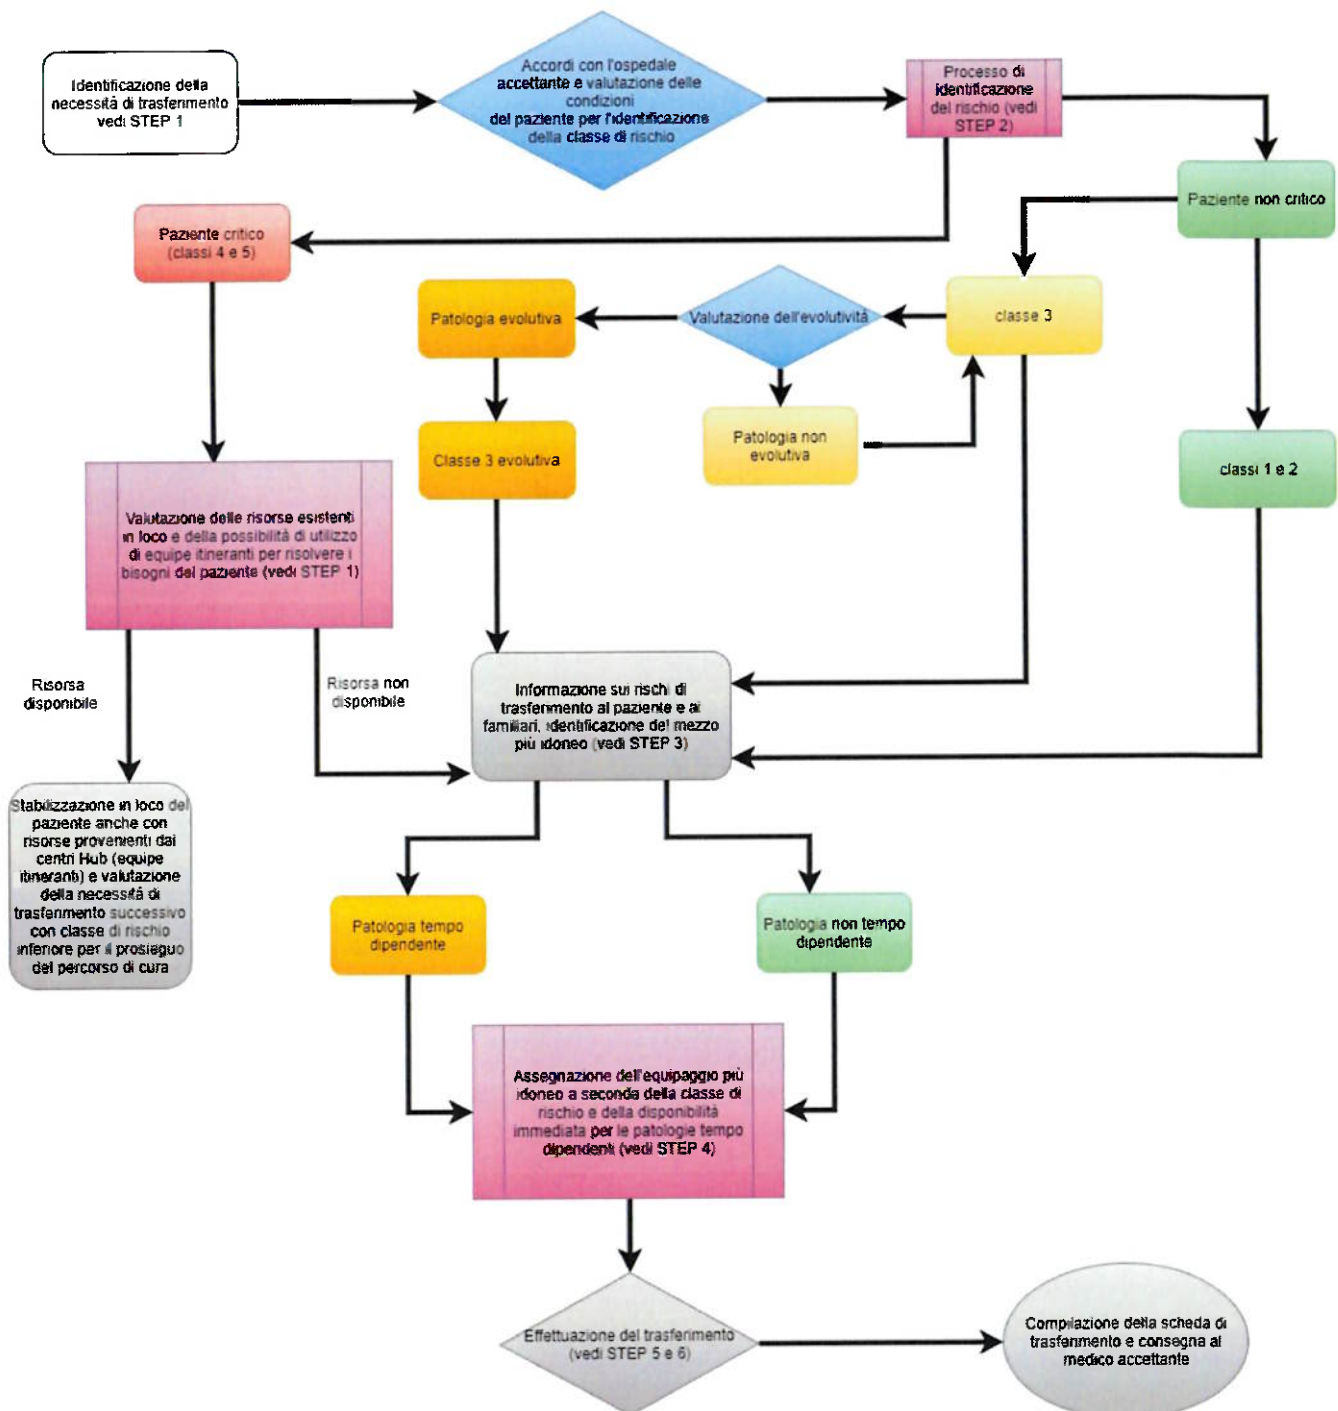 Identificazione della
necessità di trasferimento
vedi STEP 1
Accordi con l'ospedale
accettante e valutazione delle
condizioni
del paziente per l'identificazione
della classe di rischio
Processo di
identificazione
del rischio (vedi
STEP 2)
Paziente non critico
Paziente critico
(classi 4 e 5)
Patologia evolutiva
Valutazione dell'evolutività
classe 3
Classe 3 evolutiva
Patologia non
evolutiva
classi 1 e 2
Valutazione delle risorse esistenti
in loco e della possibilità di utilizzo
di equipe itineranti per risolvere i
bisogni del paziente (vedi STEP 1)
Risorsa
disponibile
Risorsa non
disponibile
Informazione sui rischi di
trasferimento al paziente e ai
familiari, identificazione del mezzo
più idoneo (vedi STEP 3)
Stabilizzazione in loco del
paziente anche con
risorse provenienti dai
centri Hub (equipe
itineranti) e valutazione
della necessità di
trasferimento successivo
con classe di rischio
inferiore per il prosieguo
del percorso di cura
Patologia tempo
dipendente
Patologia non tempo
dipendente
Assegnazione dell'equipaggio più
idoneo a seconda della classe di
rischio e della disponibilità
immediata per le patologie tempo
dipendenti (vedi STEP 4)
Effettuazione del trasferimento
(vedi STEP 5 e 6)
Compilazione della scheda di
trasferimento e consegna al
medico accettante